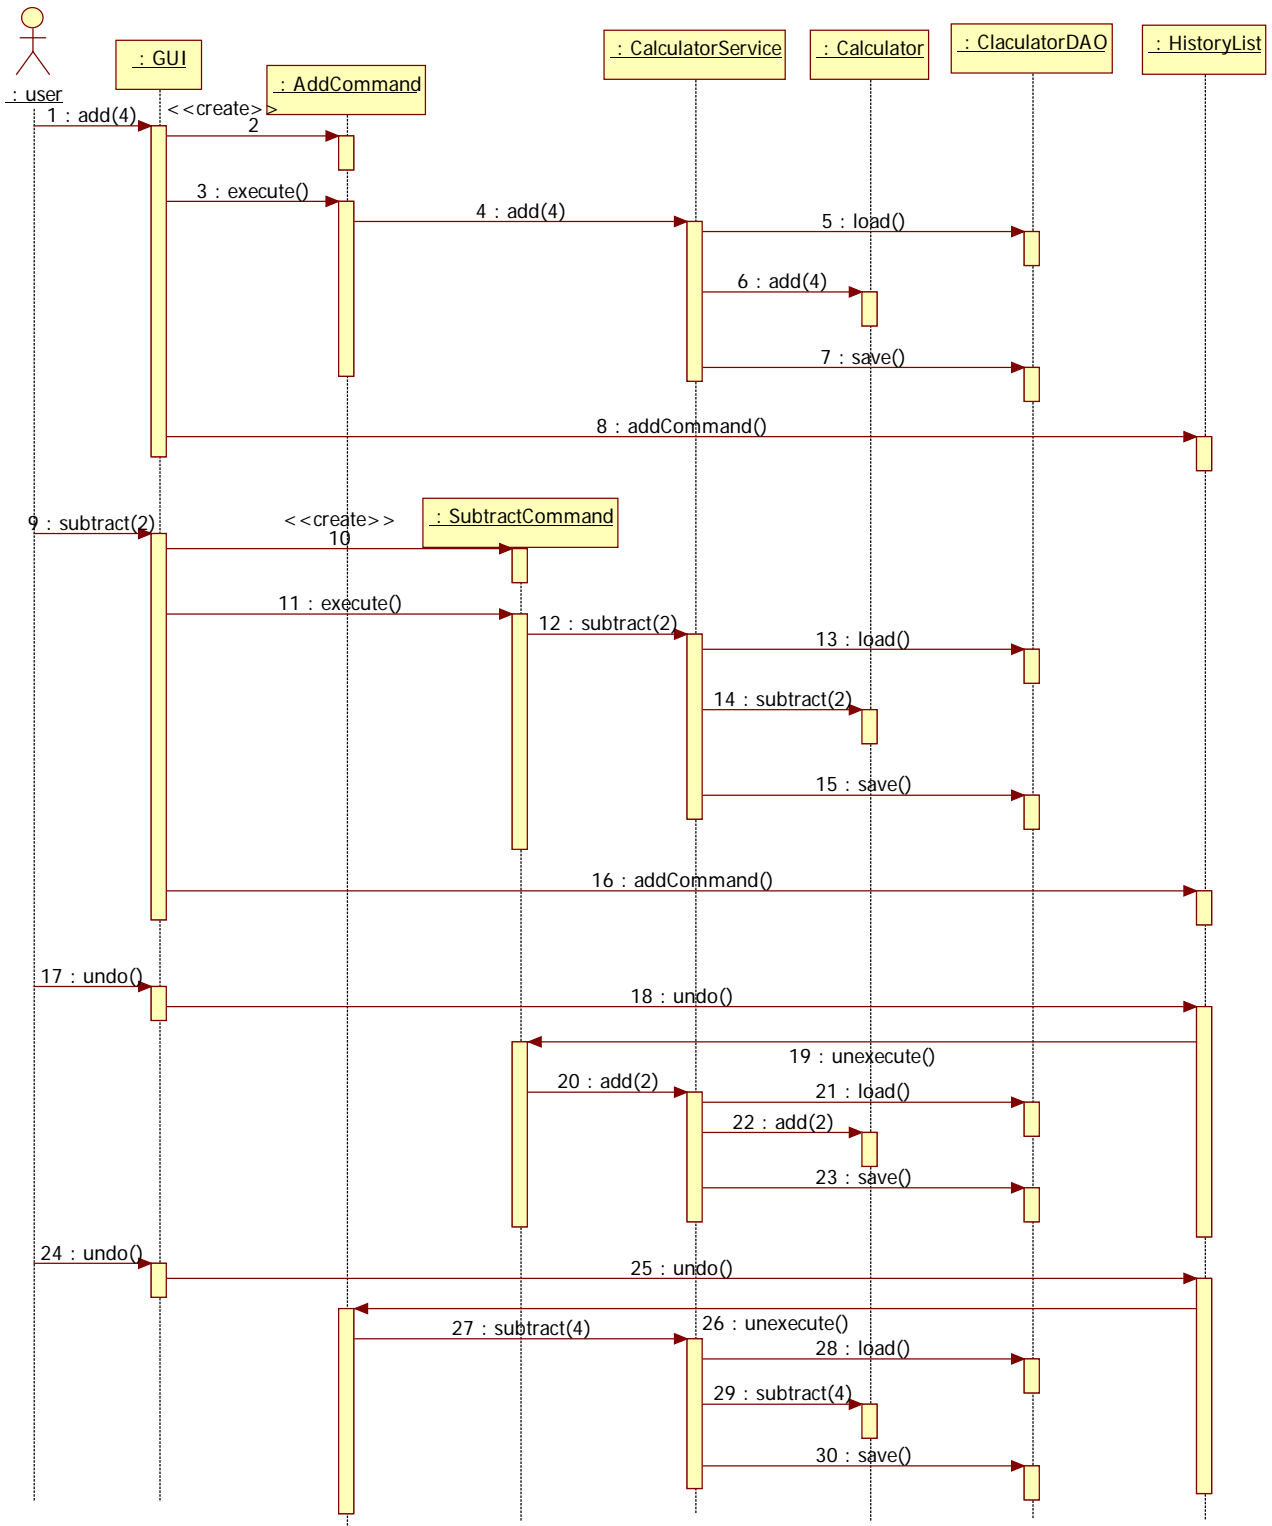 : user
: GUI
: AddCommand
: CalculatorService
: Calculator
: ClaculatorDAO
: HistoryList
1 : add(4)
<<create>>
2
3 : execute()
4 : add(4)
5 : load()
6 : add(4)
7 : save()
8 : addCommand()
: SubtractCommand
9 : subtract(2)
<<create>>
10
11 : execute()
12 : subtract(2)
13 : load()
14 : subtract(2)
15 : save()
16 : addCommand()
17 : undo()
18 : undo()
19 : unexecute()
20 : add(2)
21 : load()
22 : add(2)
23 : save()
24 : undo()
25 : undo()
26 : unexecute()
27 : subtract(4)
28 : load()
29 : subtract(4)
30 : save()